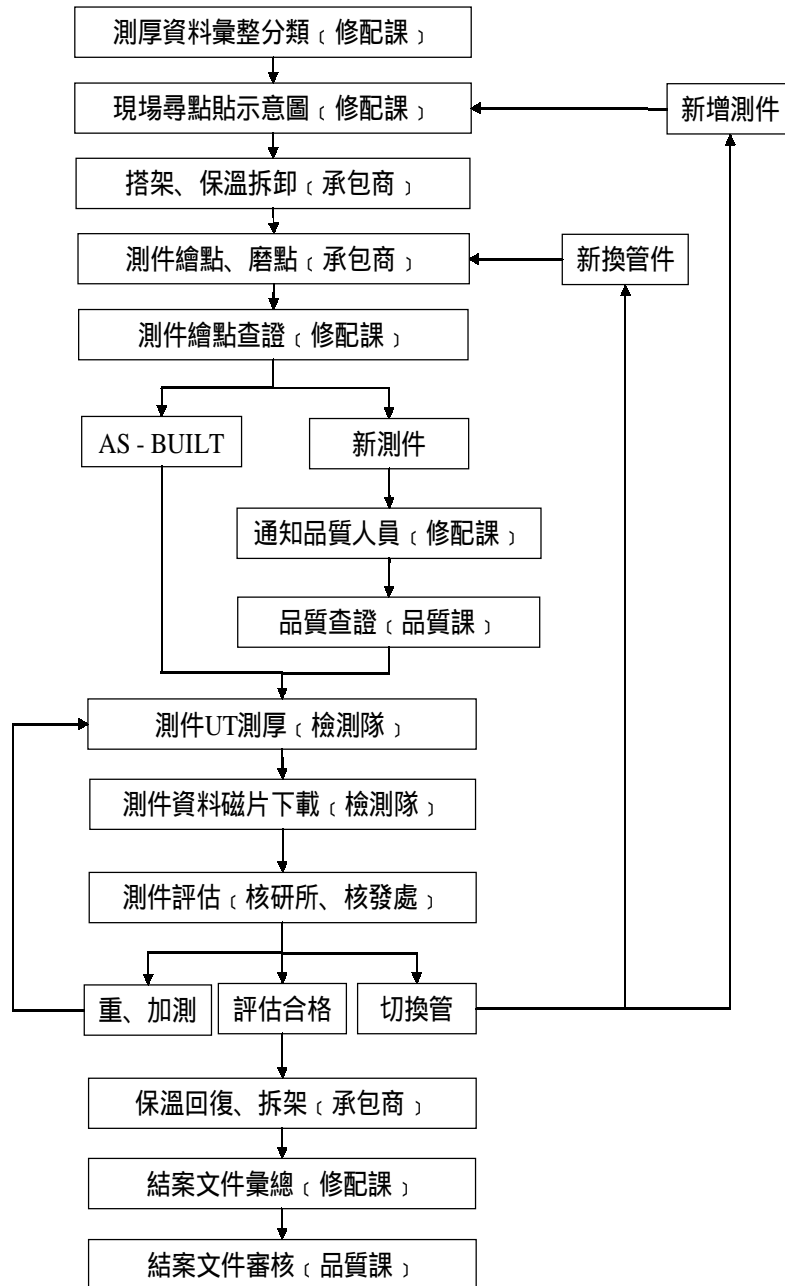 測厚資料彙整分類﹝修配課﹞
現場尋點貼示意圖﹝修配課﹞
新增測件
搭架、保溫拆卸﹝承包商﹞
測件繪點、磨點﹝承包商﹞
新換管件
測件繪點查證﹝修配課﹞
AS - BUILT
新測件
通知品質人員﹝修配課﹞
品質查證﹝品質課﹞
測件UT測厚﹝檢測隊﹞
測件資料磁片下載﹝檢測隊﹞
測件評估﹝核研所、核發處﹞
重、加測
評估合格
切換管
保溫回復、拆架﹝承包商﹞
結案文件彙總﹝修配課﹞
結案文件審核﹝品質課﹞